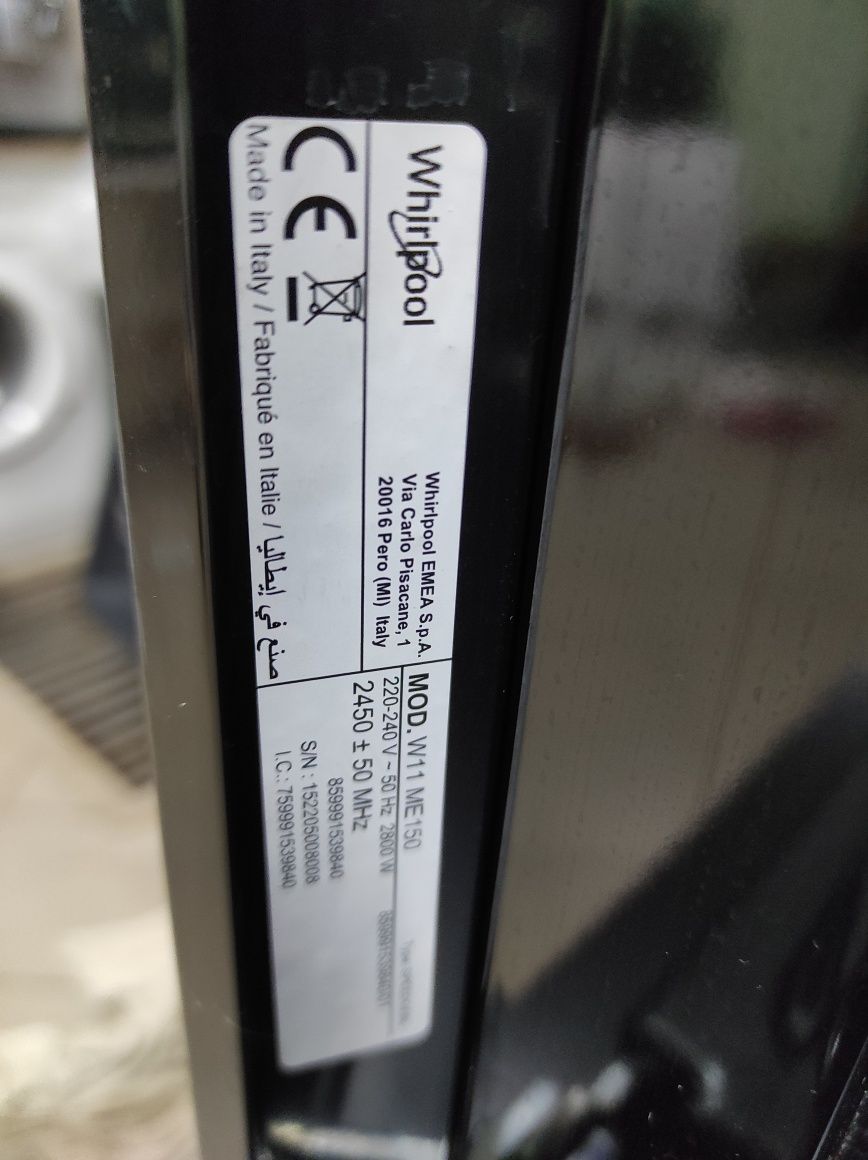 Whirlpool
Whirlpool EMEA S.p.A.
Via Carlo Pisacane, 1
20016 Pero (MI) Italy
CE
Made in Italy / Fabriqué en Italie / صنع في إيطاليا
MOD. W11 ME150
220-240 V ~ 50 Hz 2800 W
2450 ± 50 MHz
859991539840
S/N : 152205008008
I.C.: 759991539840